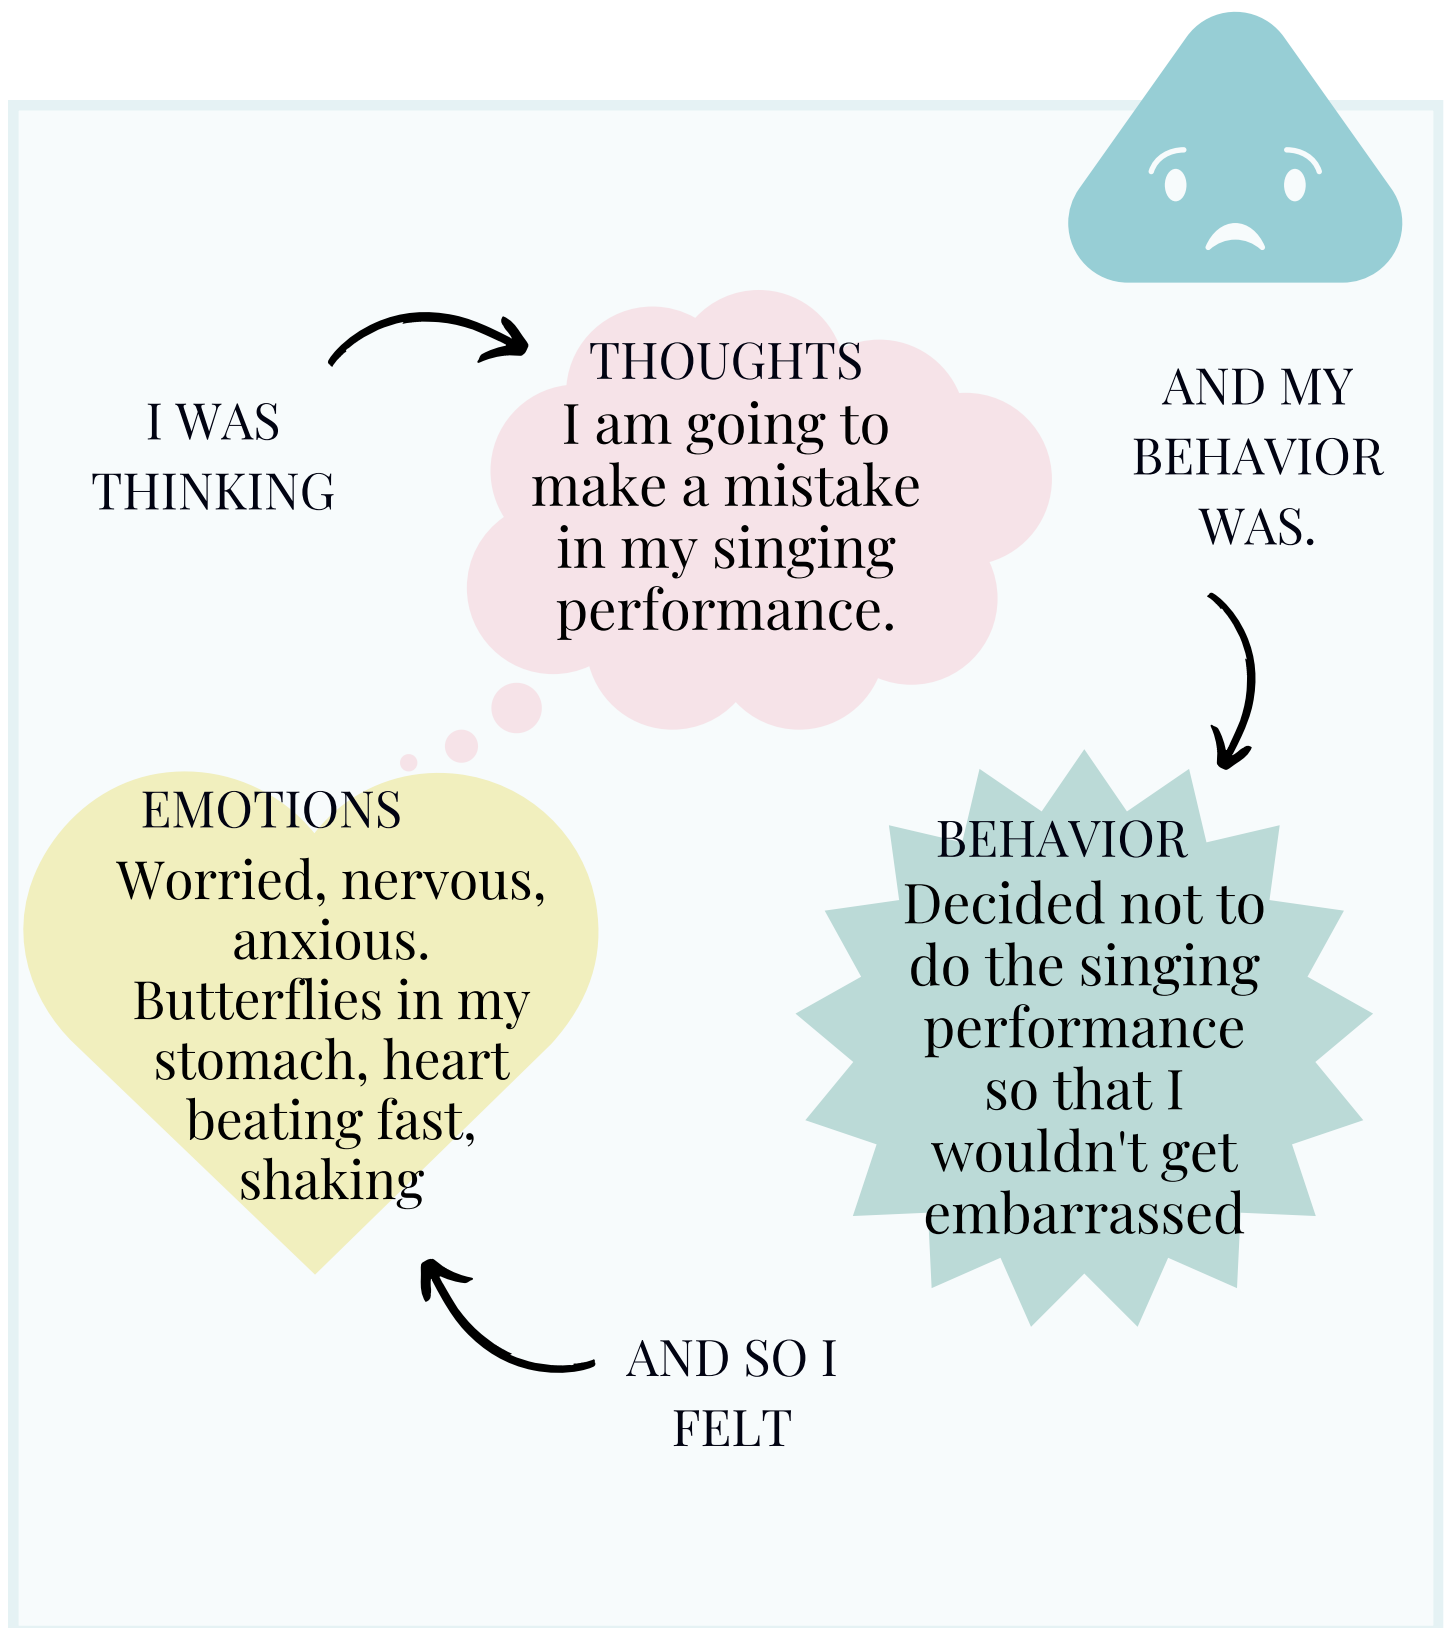 I WAS
THINKING
THOUGHTS
I am going to
make a mistake
in my singing
performance.
AND MY
BEHAVIOR
WAS.
EMOTIONS
Worried, nervous,
anxious.
Butterflies in my
stomach, heart
beating fast,
shaking
BEHAVIOR
Decided not to
do the singing
performance
so that I
wouldn't get
embarrassed
AND SO I
FELT